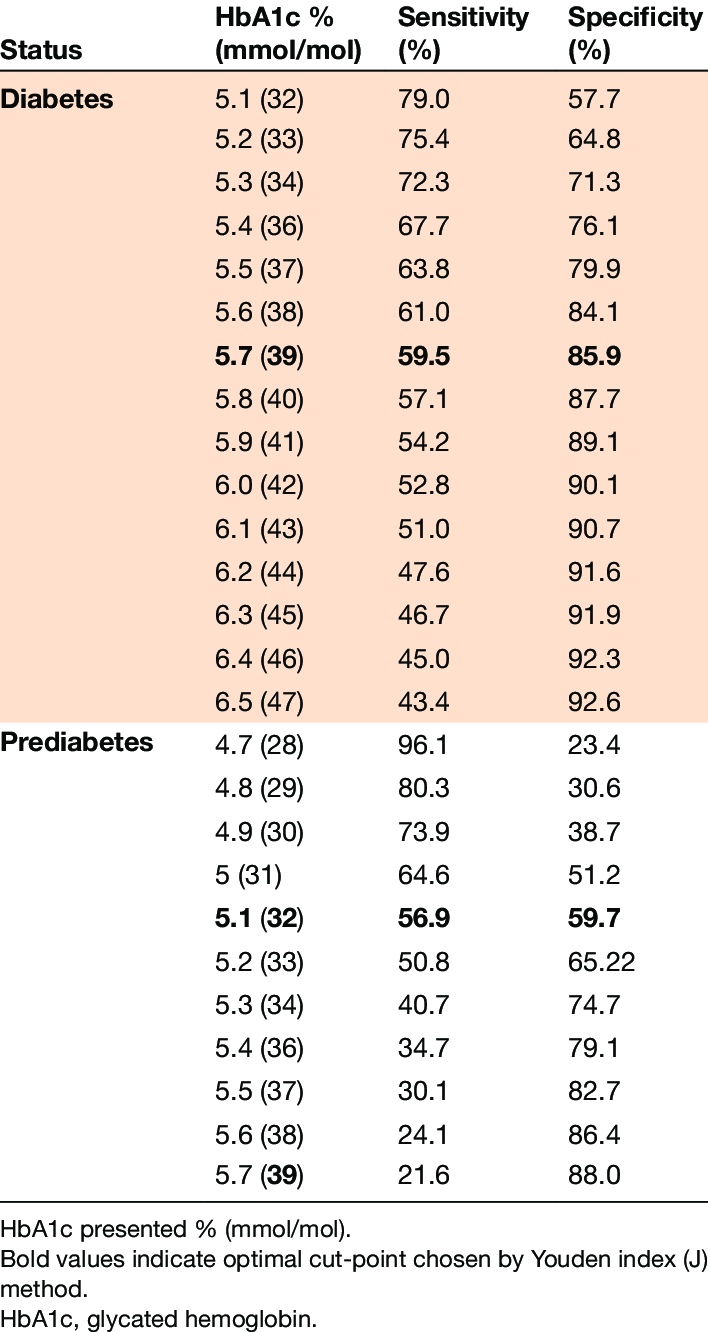 Status HbA1c % (mmol/mol) Sensitivity (%) Specificity (%)
Diabetes 5.1 (32) 79.0 57.7
5.2 (33) 75.4 64.8
5.3 (34) 72.3 71.3
5.4 (36) 67.7 76.1
5.5 (37) 63.8 79.9
5.6 (38) 61.0 84.1
5.7 (39) 59.5 85.9
5.8 (40) 57.1 87.7
5.9 (41) 54.2 89.1
6.0 (42) 52.8 90.1
6.1 (43) 51.0 90.7
6.2 (44) 47.6 91.6
6.3 (45) 46.7 91.9
6.4 (46) 45.0 92.3
6.5 (47) 43.4 92.6
Prediabetes 4.7 (28) 96.1 23.4
4.8 (29) 80.3 30.6
4.9 (30) 73.9 38.7
5 (31) 64.6 51.2
5.1 (32) 56.9 59.7
5.2 (33) 50.8 65.22
5.3 (34) 40.7 74.7
5.4 (36) 34.7 79.1
5.5 (37) 30.1 82.7
5.6 (38) 24.1 86.4
5.7 (39) 21.6 88.0
HbA1c presented % (mmol/mol).
Bold values indicate optimal cut-point chosen by Youden index (J)
method.
HbA1c, glycated hemoglobin.